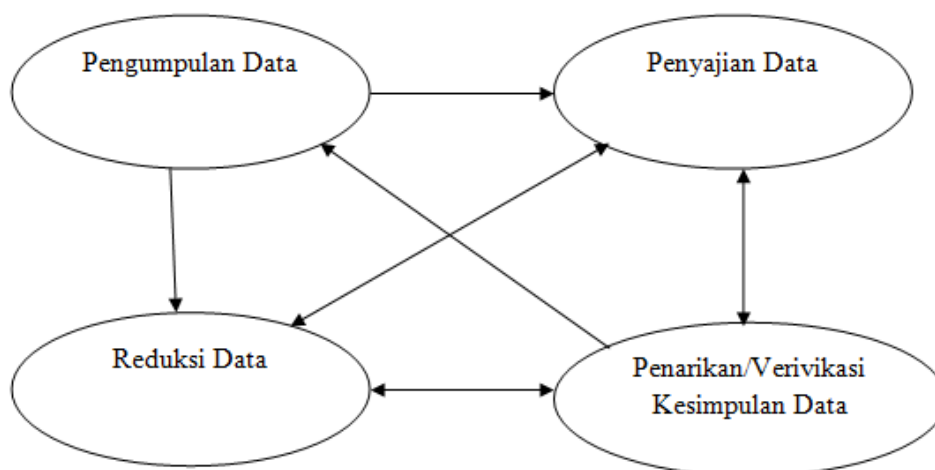 Pengumpulan Data
Penyajian Data
Reduksi Data
Penarikan/Verivikasi
Kesimpulan Data